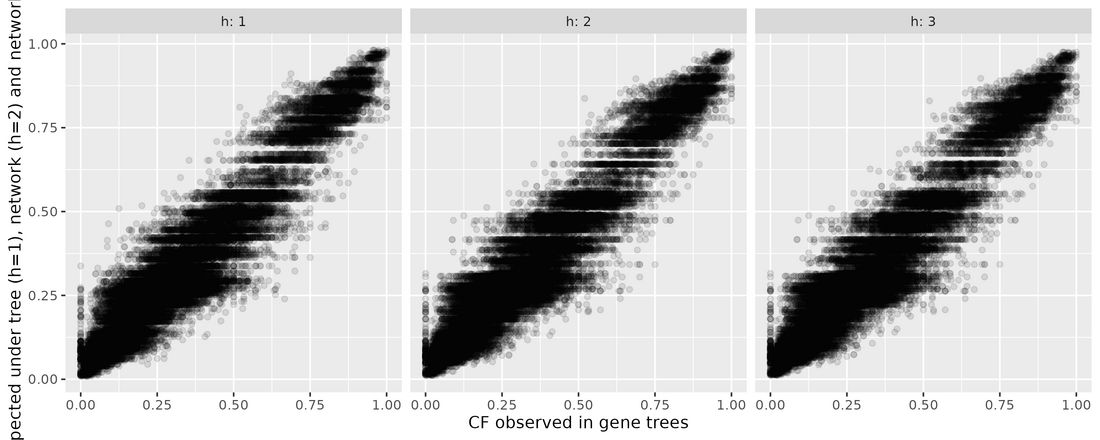 h: 1
h: 2
h: 3
1.00
0.75
0.50
0.25
0.00
under tree (h=1), network (h=2) and
0.00 0.25 0.50 0.75 1.00
0.00 0.25 0.50 0.75 1.00
0.00 0.25 0.50 0.75 1.00
CF observed in gene trees